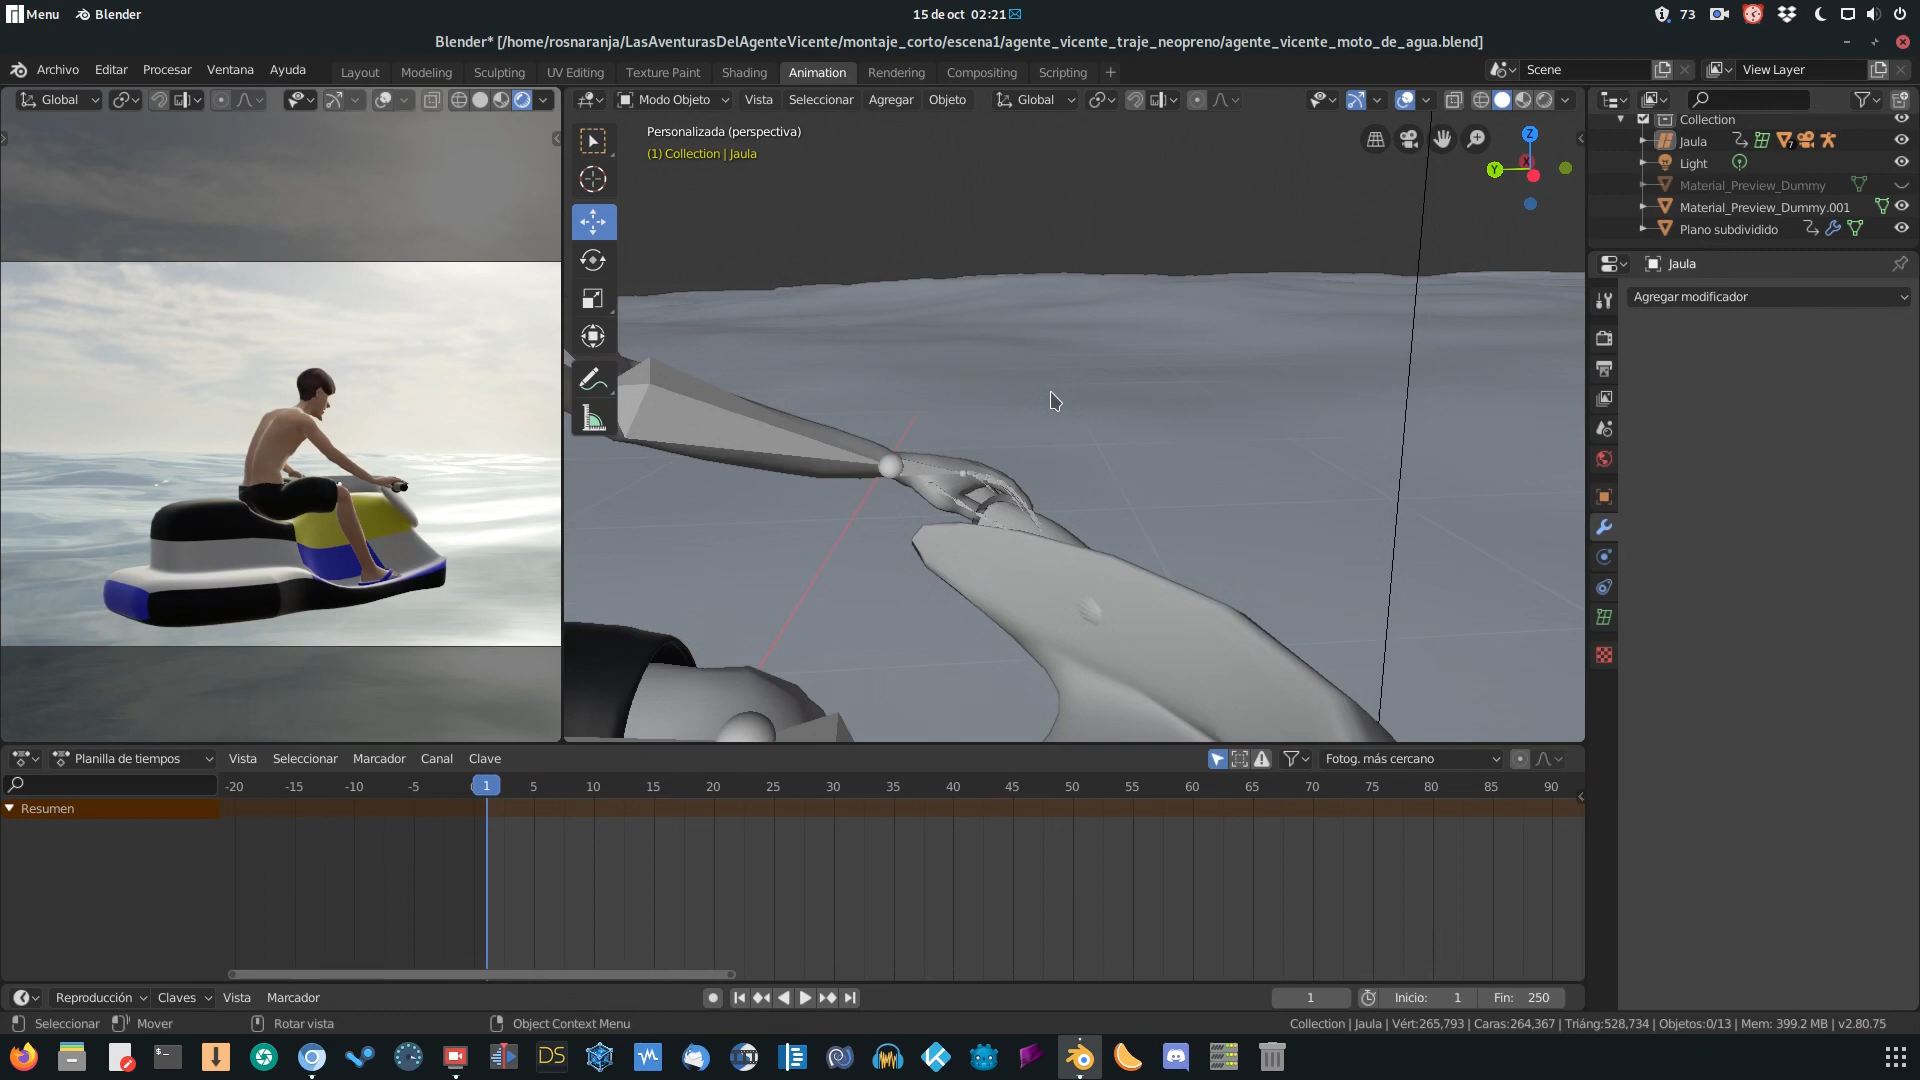 Menu Blender 15 de oct 02:21 73
Blender* [/home/rosnaranja/LasAventurasDelAgenteVicente/montaje_corto/escena1/agente_vicente_traje_neopreno/agente_vicente_moto_de_agua.blend]
Archivo Editar Procesar Ventana Ayuda Layout Modeling Sculpting UV Editing Texture Paint Shading Animation Rendering Compositing Scripting + Scene View Layer
Global Modo Objeto Vista Seleccionar Agregar Objeto Global
Collection
Personalizada (perspectiva)
(1) Collection | Jaula
Z
Y
X
Jaula
7
Light
Material_Preview_Dummy
Material_Preview_Dummy.001
Plano subdividido
Jaula
Agregar modificador
Planilla de tiempos Vista Seleccionar Marcador Canal Clave Fotog. más cercano
-20 -15 -10 -5 0 1 5 10 15 20 25 30 35 40 45 50 55 60 65 70 75 80 85 90
Resumen
Reproducción Claves Vista Marcador 1 Inicio: 1 Fin: 250
Seleccionar Mover Rotar vista Object Context Menu Collection | Jaula | Vért:265,793 | Caras:264,367 | Triáng:528,734 | Objetos:0/13 | Mem: 399.2 MB | v2.80.75
DS